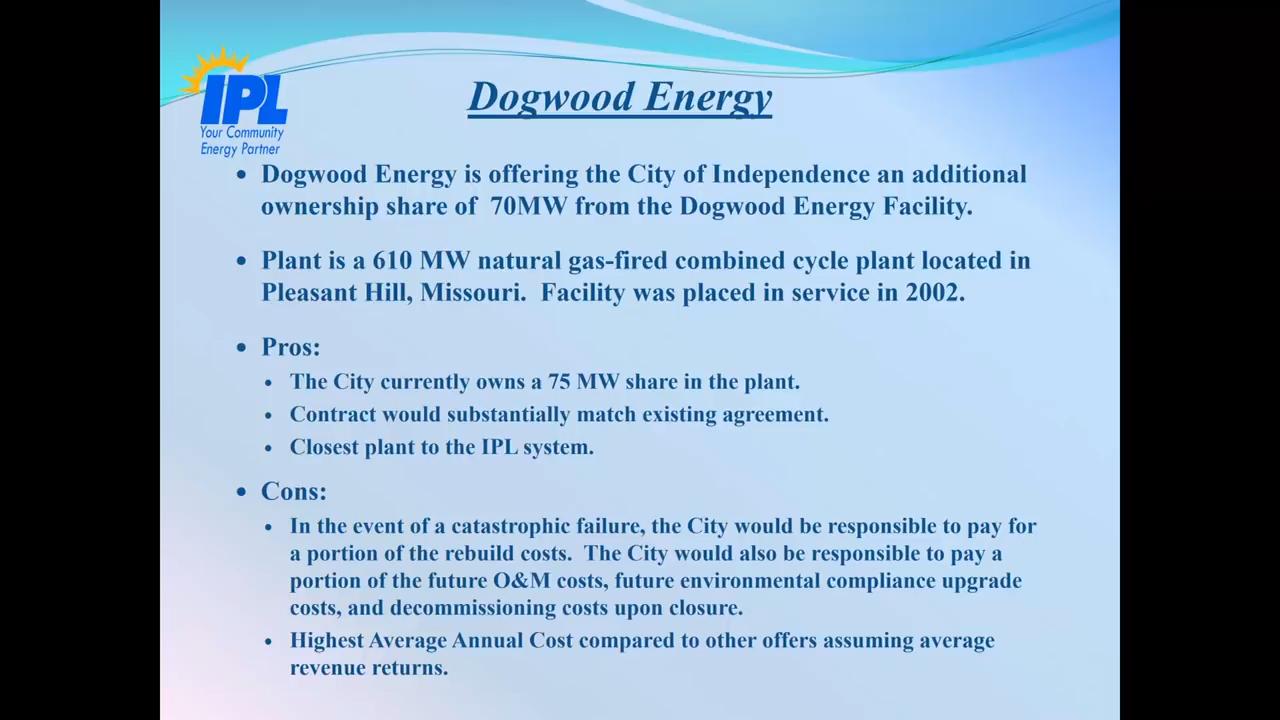 IPL
Your Community
Energy Partner
Dogwood Energy
• Dogwood Energy is offering the City of Independence an additional
ownership share of  70MW from the Dogwood Energy Facility.
• Plant is a 610 MW natural gas-fired combined cycle plant located in
Pleasant Hill, Missouri.  Facility was placed in service in 2002.
• Pros:
• The City currently owns a 75 MW share in the plant.
• Contract would substantially match existing agreement.
• Closest plant to the IPL system.
• Cons:
• In the event of a catastrophic failure, the City would be responsible to pay for
a portion of the rebuild costs.  The City would also be responsible to pay a
portion of the future O&M costs, future environmental compliance upgrade
costs, and decommissioning costs upon closure.
• Highest Average Annual Cost compared to other offers assuming average
revenue returns.